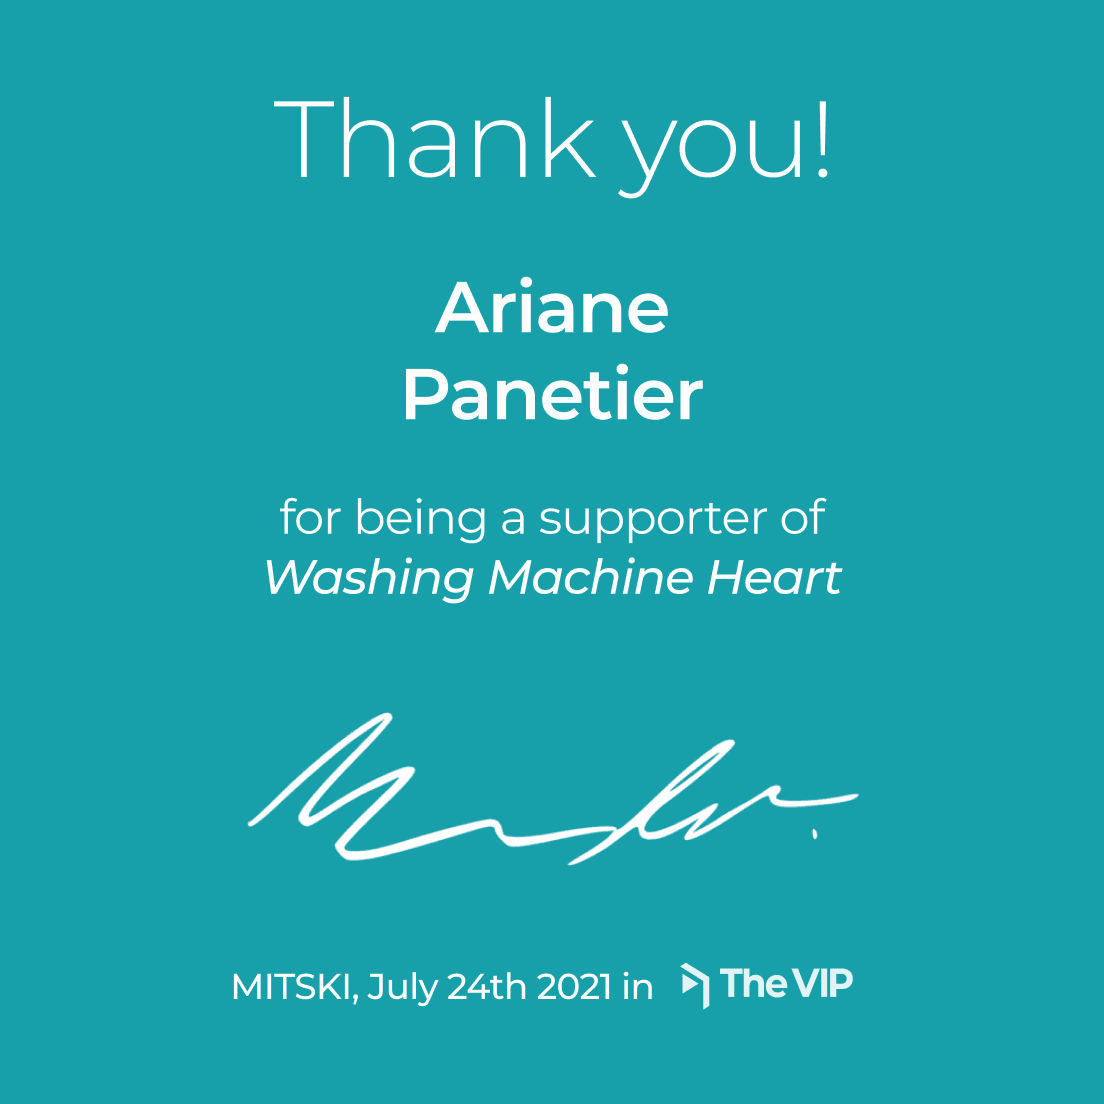 Thank you!
Ariane
Panetier
for being a supporter of
Washing Machine Heart
MITSKI, July 24th 2021 in The VIP